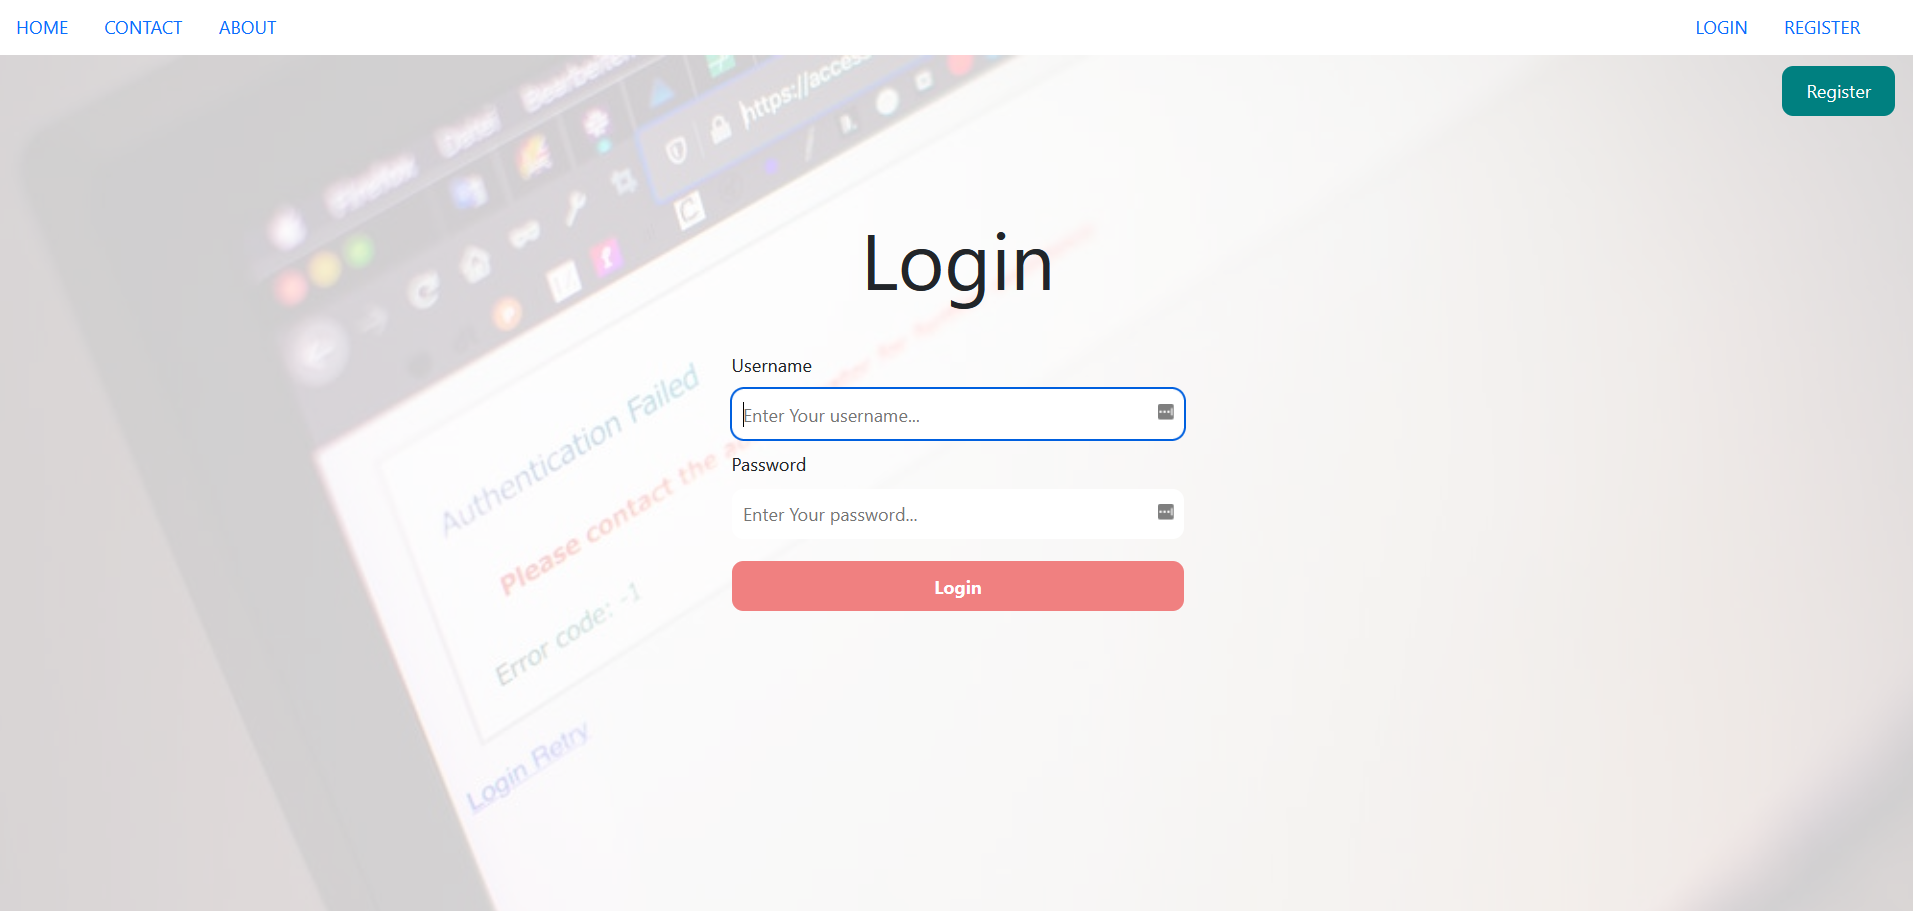 HOME CONTACT ABOUT LOGIN REGISTER
Register
Bearbeiten
Datei
Firefox
https://access
Login
Username
Enter Your username...
Password
Enter Your password...
Login
Authentication Failed
Please contact the
Error code: -1
Login Retry